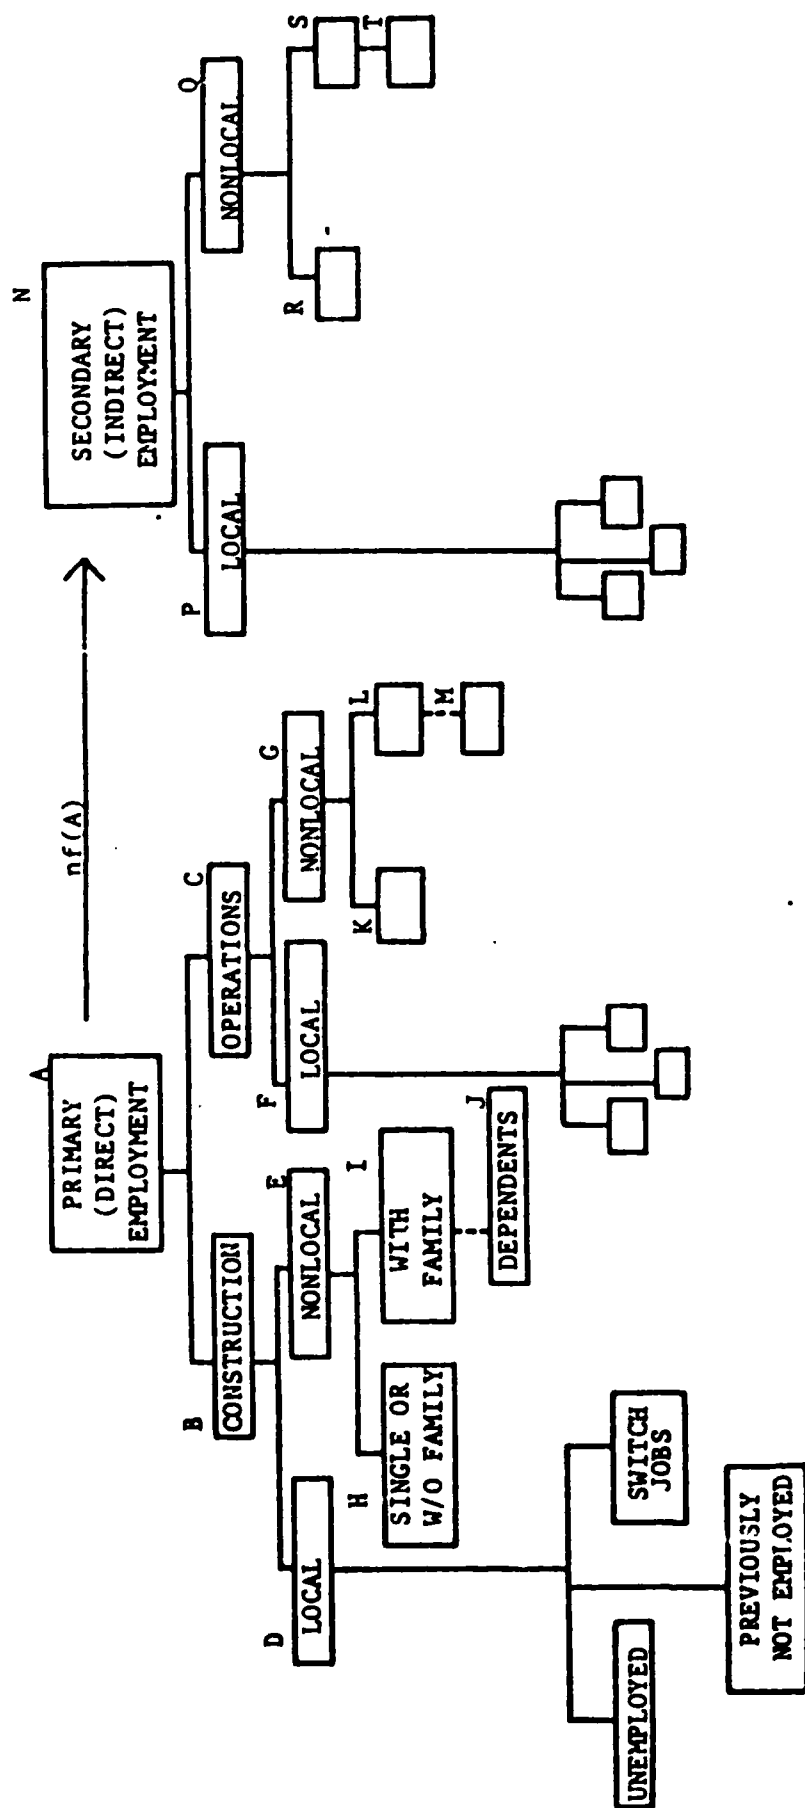 A
PRIMARY
(DIRECT)
EMPLOYMENT
nf(A)
N
SECONDARY
(INDIRECT)
EMPLOYMENT
B
CONSTRUCTION
C
OPERATIONS
P
LOCAL
Q
NONLOCAL
D
LOCAL
E
NONLOCAL
F
LOCAL
G
NONLOCAL
R
S
T
H
SINGLE OR
W/O FAMILY
I
WITH
FAMILY
J
DEPENDENTS
K
L
M
UNEMPLOYED
SWITCH
JOBS
PREVIOUSLY
NOT EMPLOYED